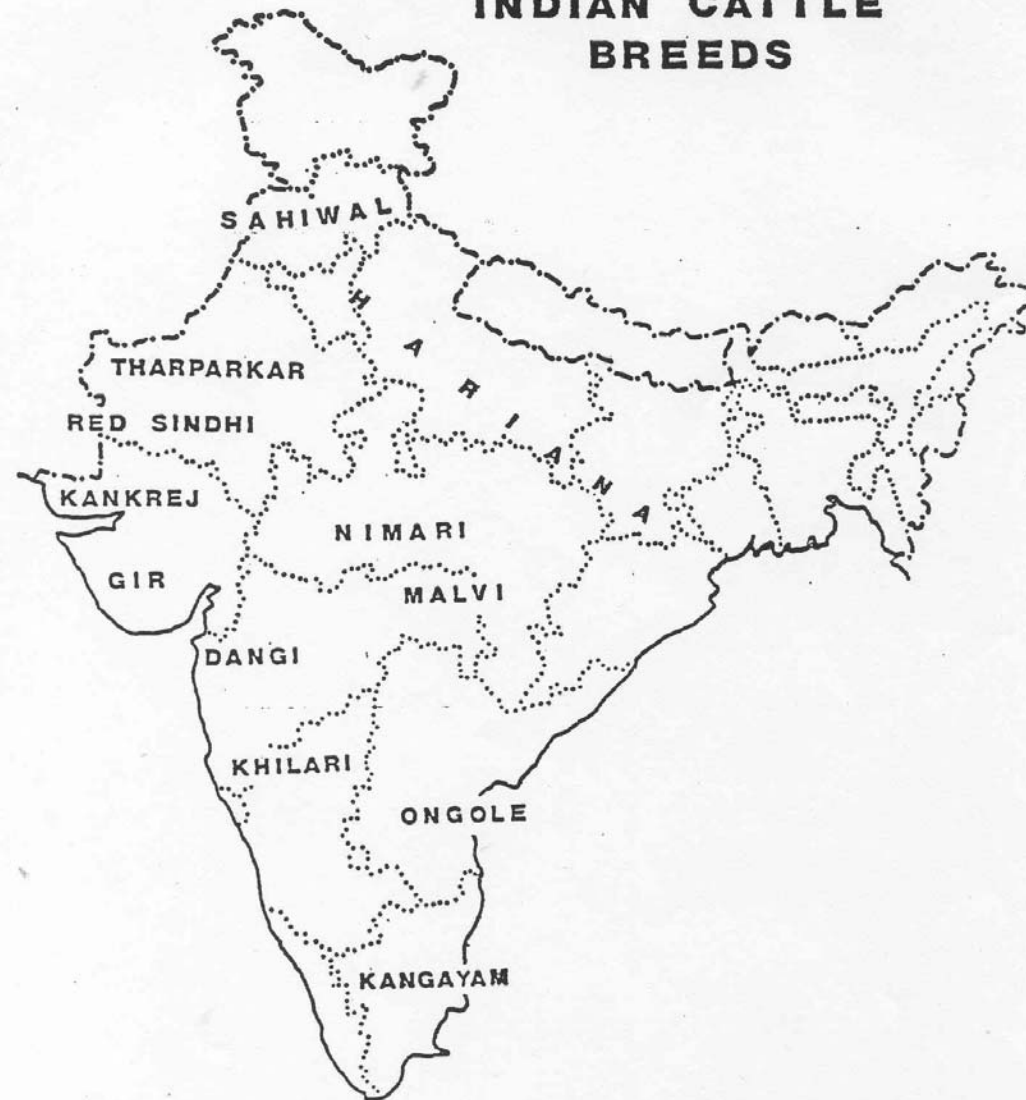 INDIAN CATTLE
BREEDS
SAHIWAL
HARIANA
THARPARKAR
RED SINDHI
KANKREJ
NIMARI
GIR
MALVI
DANGI
KHILARI
ONGOLE
KANGAYAM